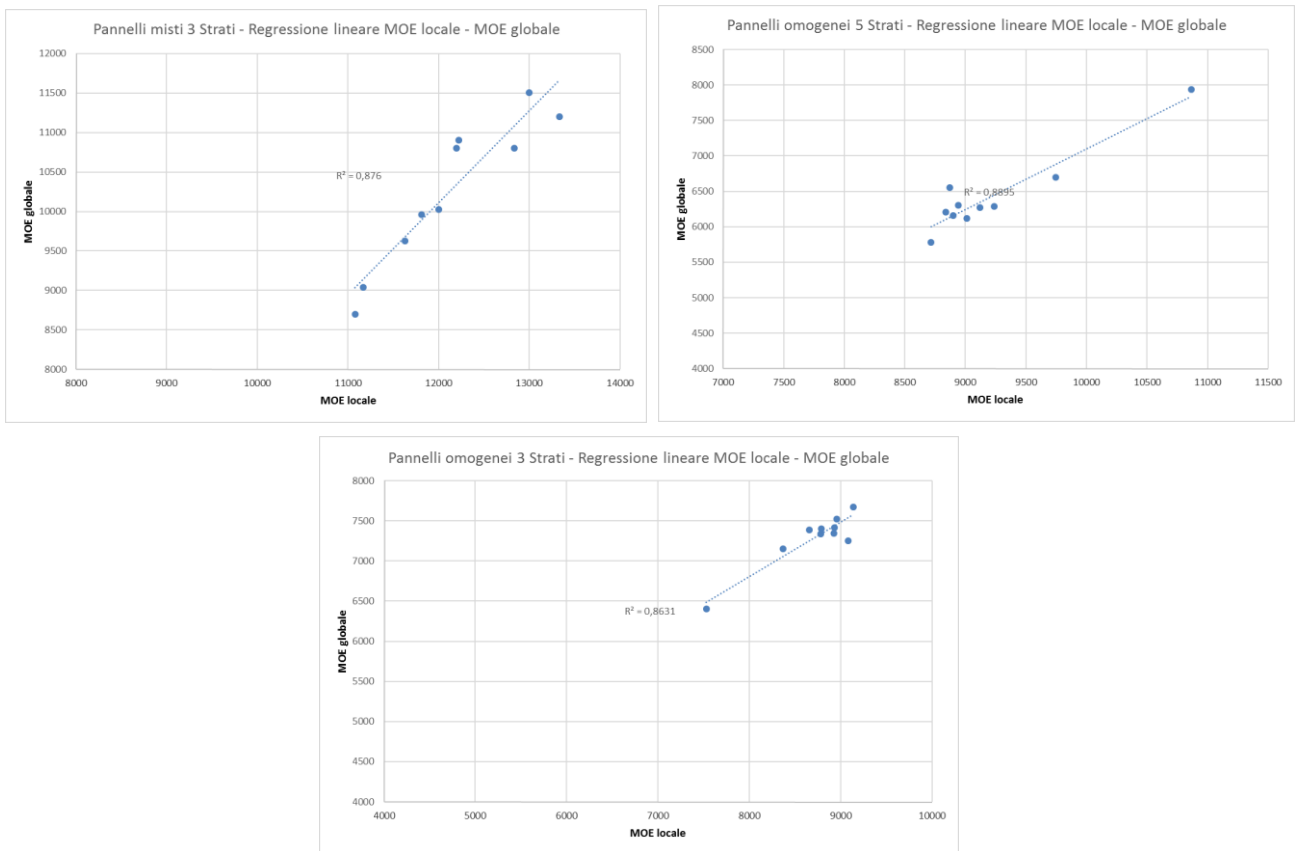 Pannelli misti 3 Strati - Regressione lineare MOE locale - MOE globale
12000
11500
11000
10500
10000
9500
9000
8500
8000
MOE globale
R² = 0,876
8000 9000 10000 11000 12000 13000 14000
MOE locale
Pannelli omogenei 5 Strati - Regressione lineare MOE locale - MOE globale
8500
8000
7500
7000
6500
6000
5500
5000
4500
4000
MOE globale
R² = 0,8895
7000 7500 8000 8500 9000 9500 10000 10500 11000 11500
MOE locale
Pannelli omogenei 3 Strati - Regressione lineare MOE locale - MOE globale
8000
7500
7000
6500
6000
5500
5000
4500
4000
MOE globale
R² = 0,8631
4000 5000 6000 7000 8000 9000 10000
MOE locale